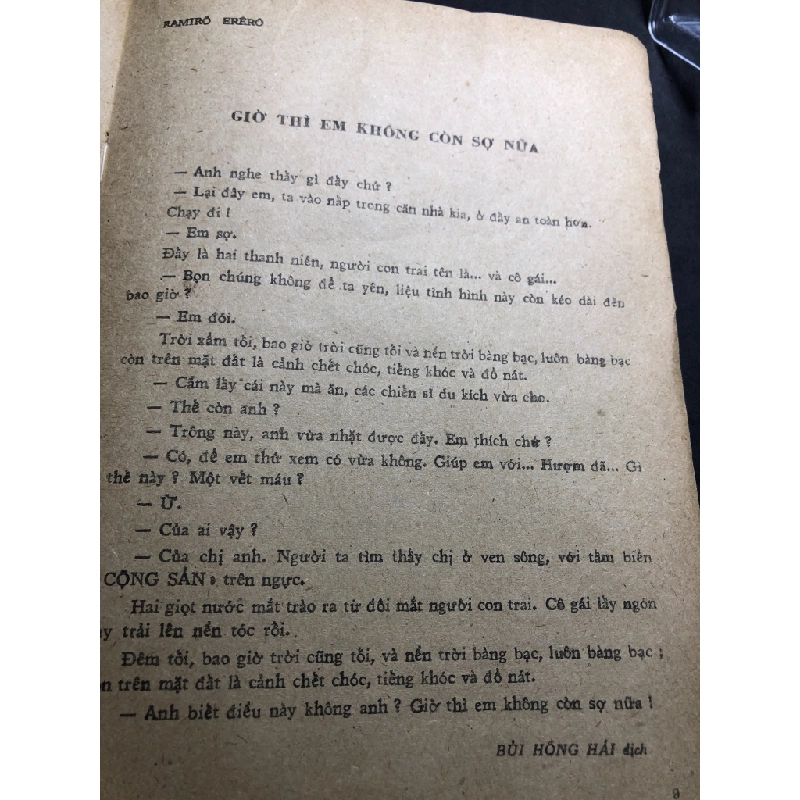 RAMIRÔ ERÊRÔ
GIỜ THÌ EM KHÔNG CÒN SỢ NỮA
— Anh nghe thấy gì đấy chứ ?
— Lại đây em, ta vào nấp trong căn nhà kia, ở đấy an toàn hơn.
Chạy đi !
— Em sợ.
Đấy là hai thanh niên, người con trai tên là... và cô gái...
— Bọn chúng không để ta yên, liệu tình hình này còn kéo dài đến
bao giờ ?
— Em đói.
Trời xẩm tối, bao giờ trời cũng tối và nền trời bàng bạc, luôn bàng bạc
còn trên mặt đất là cảnh chết chóc, tiếng khóc và đổ nát.
— Cầm lấy cái này mà ăn, các chiến sĩ du kích vừa cho.
— Thế còn anh ?
— Trông này, anh vừa nhặt được đấy. Em thích chứ ?
— Có, để em thử xem có vừa không. Giúp em với... Hượm đã... Gì
thế này ? Một vết máu ?
— Ừ.
— Của ai vậy ?
— Của chị anh. Người ta tìm thấy chị ở ven sông, với tấm biển
CỘNG SẢN» trên ngực.
Hai giọt nước mắt trào ra từ đôi mắt người con trai. Cô gái lấy ngón
y trải lên nền tóc rối.
Đêm tối, bao giờ trời cũng tối, và nền trời bàng bạc, luôn bàng bạc ;
n trên mặt đất là cảnh chết chóc, tiếng khóc và đổ nát.
— Anh biết điều này không anh ? Giờ thì em không còn sợ nữa !
BÙI HỒNG HẢI dịch
9